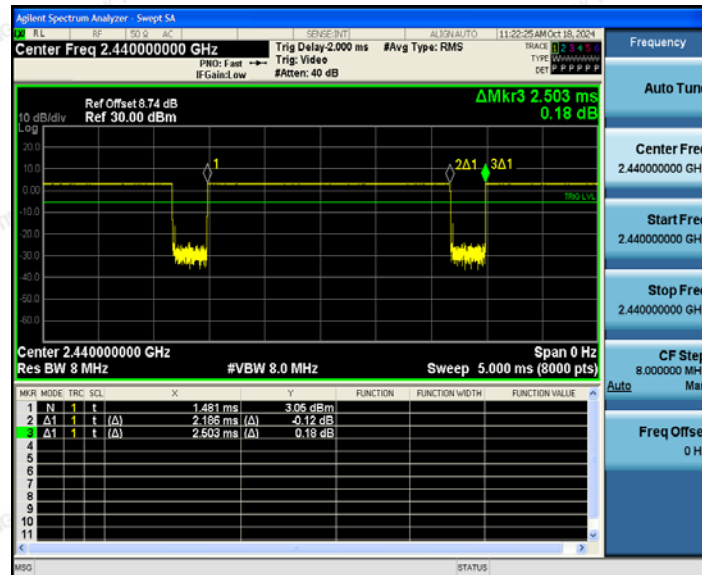 Agilent Spectrum Analyzer - Swept SA
RL RF 50 Ω AC SENSE:INT ALIGN AUTO 11:22:25 AM Oct 18, 2024
Center Freq 2.440000000 GHz
PNO: Fast
IFGain:Low
Trig Delay-2.000 ms
Trig: Video
#Atten: 40 dB
#Avg Type: RMS
TRACE 1 2 3 4 5 6
TYPE WWWWWW
DET P P P P P P
Frequency
Auto Tun
Center Fre
2.440000000 GH
Start Fre
2.440000000 GH
Stop Fre
2.440000000 GH
CF Ste
8.000000 MH
Auto Ma
Freq Offse
0 H
ΔMkr3 2.503 ms
0.18 dB
Ref Offset 8.74 dB
10 dB/div Ref 30.00 dBm
Log
20.0
10.0
0.00
-10.0
-20.0
-30.0
-40.0
-50.0
-60.0
1
2Δ1
3Δ1
TRIG LVL
Center 2.440000000 GHz Span 0 Hz
Res BW 8 MHz #VBW 8.0 MHz Sweep 5.000 ms (8000 pts)
MKR MODE TRC SCL X Y FUNCTION FUNCTION WIDTH FUNCTION VALUE
1 N 1 t 1.481 ms 3.05 dBm
2 Δ1 1 t (Δ) 2.186 ms (Δ) -0.12 dB
3 Δ1 1 t (Δ) 2.503 ms (Δ) 0.18 dB
4
5
6
7
8
9
10
11
MSG STATUS